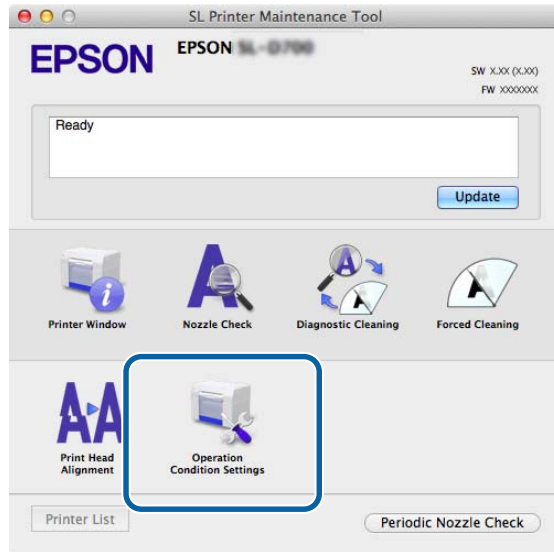 SL Printer Maintenance Tool
EPSON
EPSON
SW X.XX (X.XX)
FW XXXXXXX
Ready
Update
Printer Window
Nozzle Check
Diagnostic Cleaning
Forced Cleaning
Print Head
Alignment
Operation
Condition Settings
Printer List
Periodic Nozzle Check